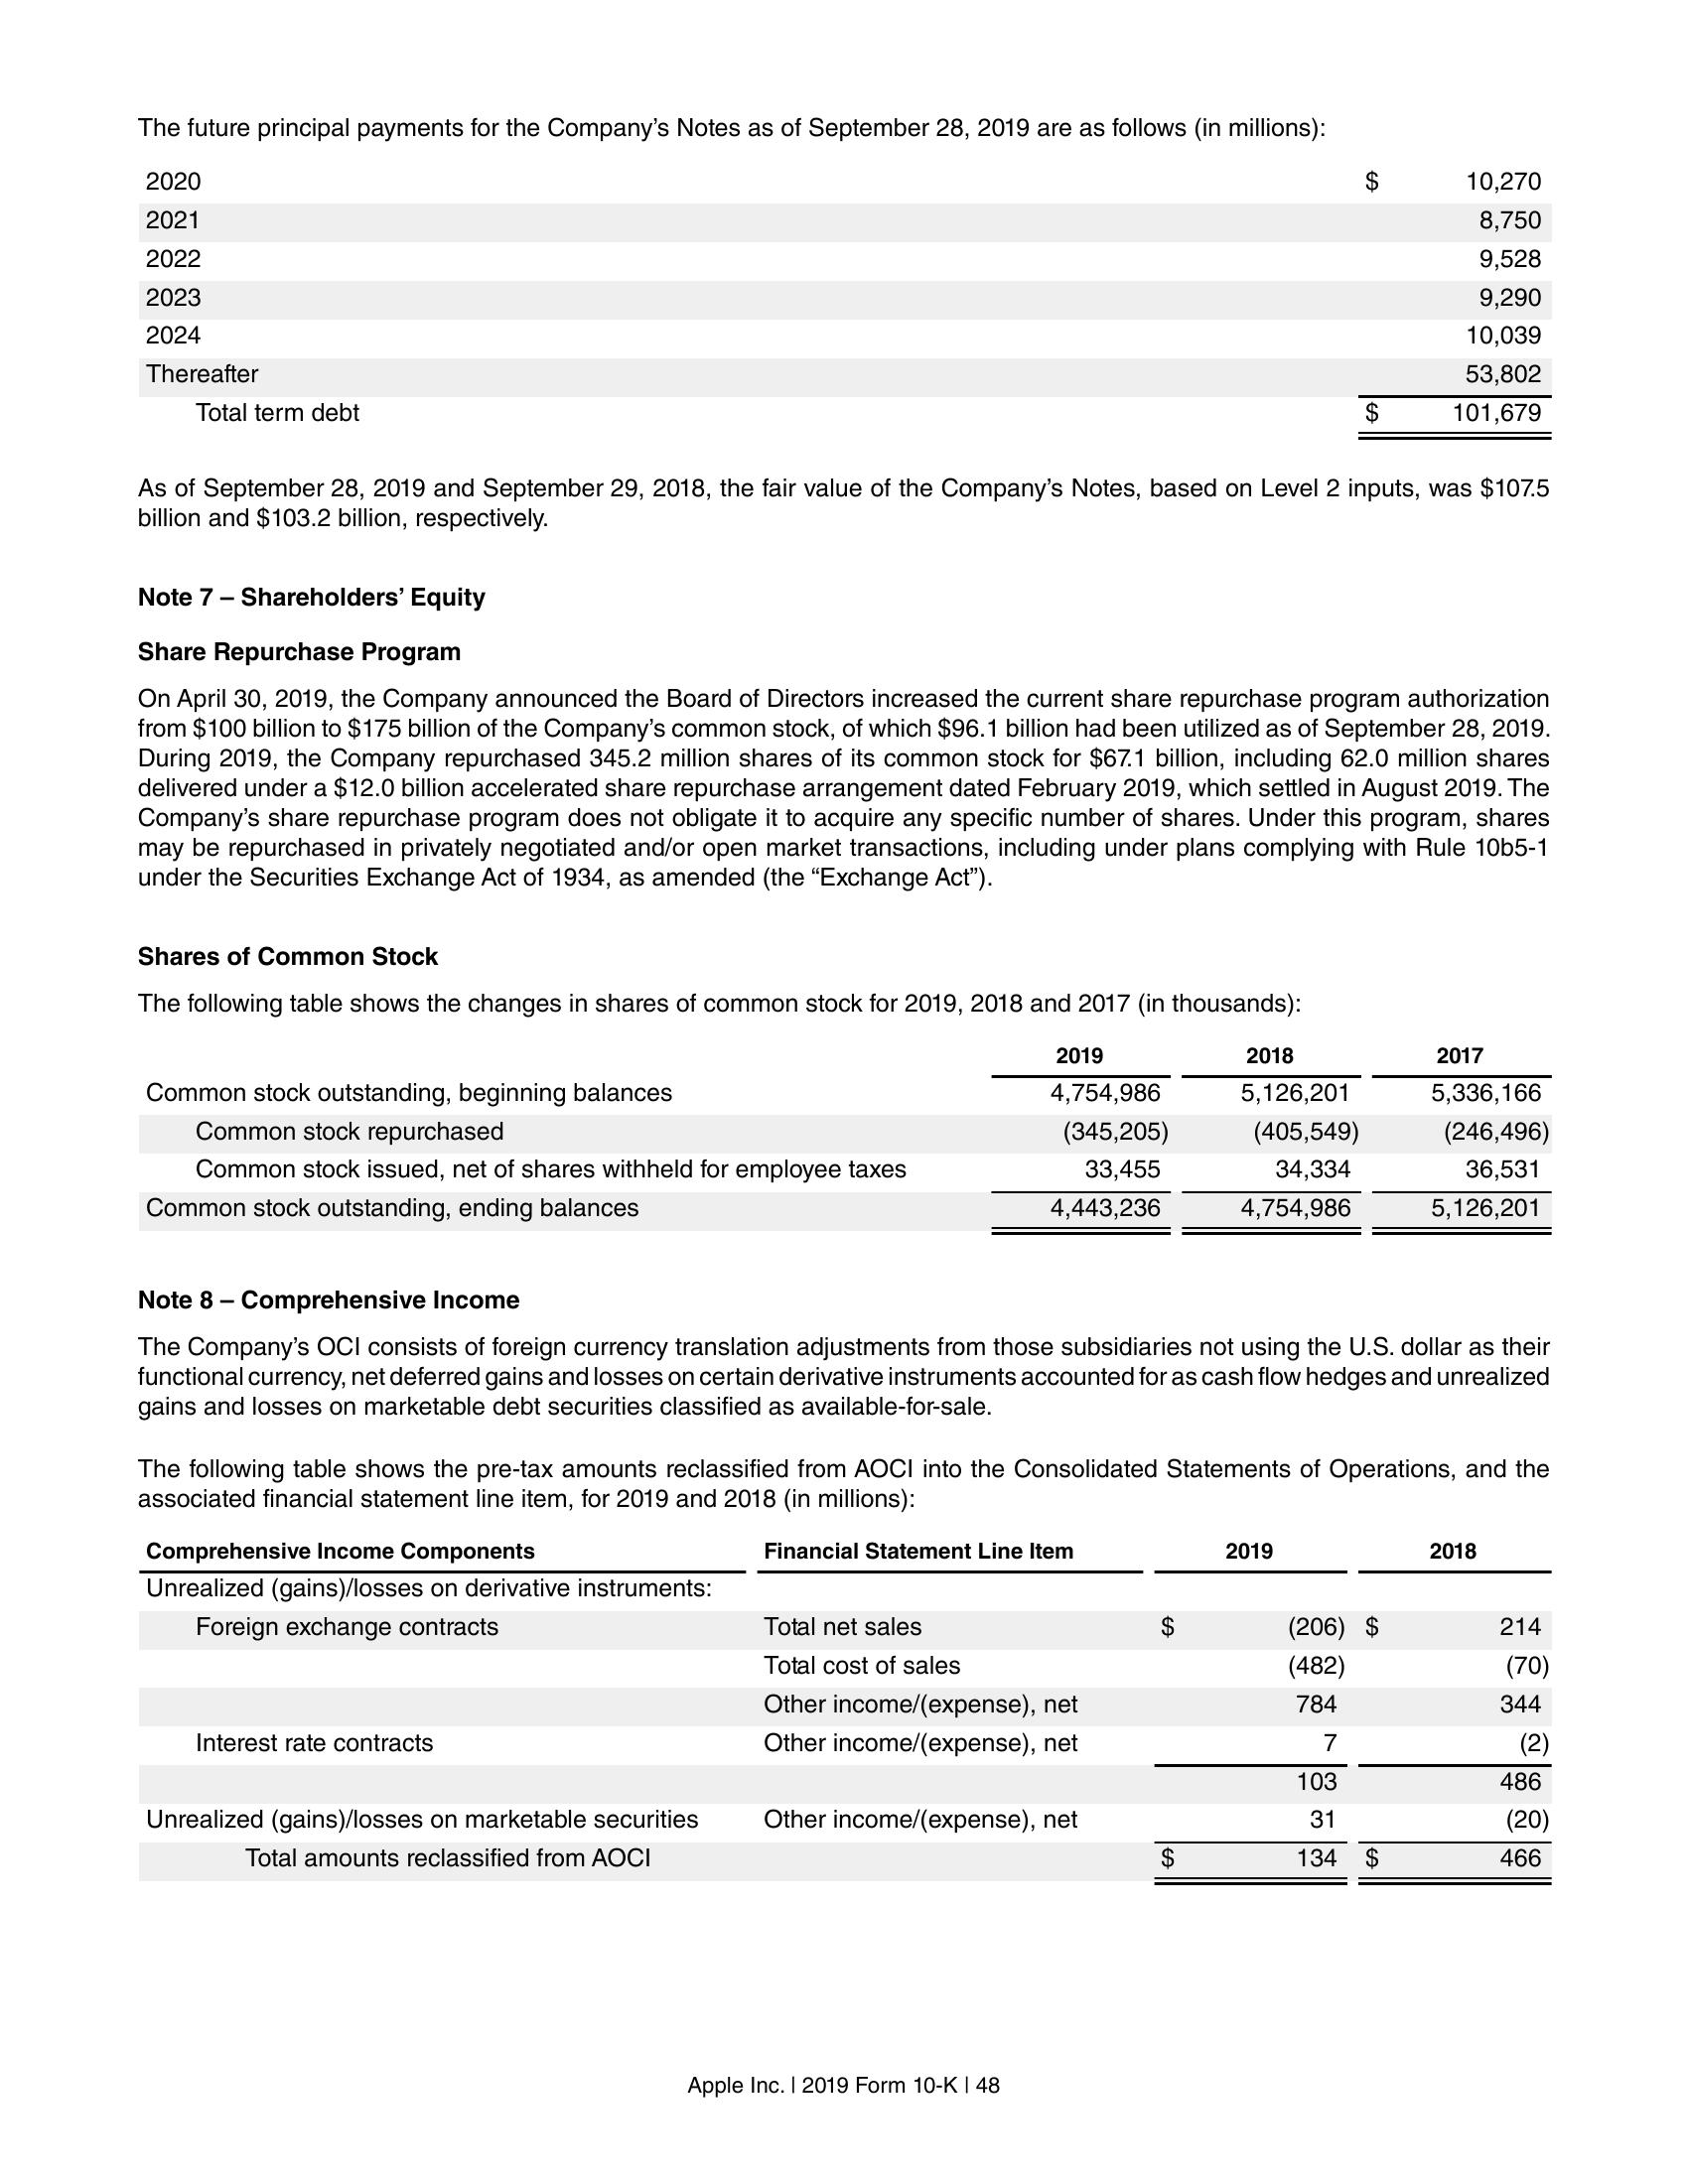 The future principal payments for the Company’s Notes as of September 28, 2019 are as follows (in millions):
2020 $ 10,270
2021 8,750
2022 9,528
2023 9,290
2024 10,039
Thereafter 53,802
Total term debt $ 101,679
As of September 28, 2019 and September 29, 2018, the fair value of the Company’s Notes, based on Level 2 inputs, was $107.5
billion and $103.2 billion, respectively.
Note 7 – Shareholders’ Equity
Share Repurchase Program
On April 30, 2019, the Company announced the Board of Directors increased the current share repurchase program authorization
from $100 billion to $175 billion of the Company’s common stock, of which $96.1 billion had been utilized as of September 28, 2019.
During 2019, the Company repurchased 345.2 million shares of its common stock for $67.1 billion, including 62.0 million shares
delivered under a $12.0 billion accelerated share repurchase arrangement dated February 2019, which settled in August 2019. The
Company’s share repurchase program does not obligate it to acquire any specific number of shares. Under this program, shares
may be repurchased in privately negotiated and/or open market transactions, including under plans complying with Rule 10b5-1
under the Securities Exchange Act of 1934, as amended (the “Exchange Act”).
Shares of Common Stock
The following table shows the changes in shares of common stock for 2019, 2018 and 2017 (in thousands):
2019 2018 2017
Common stock outstanding, beginning balances 4,754,986 5,126,201 5,336,166
Common stock repurchased (345,205) (405,549) (246,496)
Common stock issued, net of shares withheld for employee taxes 33,455 34,334 36,531
Common stock outstanding, ending balances 4,443,236 4,754,986 5,126,201
Note 8 – Comprehensive Income
The Company’s OCI consists of foreign currency translation adjustments from those subsidiaries not using the U.S. dollar as their
functional currency, net deferred gains and losses on certain derivative instruments accounted for as cash flow hedges and unrealized
gains and losses on marketable debt securities classified as available-for-sale.
The following table shows the pre-tax amounts reclassified from AOCI into the Consolidated Statements of Operations, and the
associated financial statement line item, for 2019 and 2018 (in millions):
Comprehensive Income Components Financial Statement Line Item 2019 2018
Unrealized (gains)/losses on derivative instruments:
Foreign exchange contracts Total net sales $ (206) $ 214
Total cost of sales (482) (70)
Other income/(expense), net 784 344
Interest rate contracts Other income/(expense), net 7 (2)
103 486
Unrealized (gains)/losses on marketable securities Other income/(expense), net 31 (20)
Total amounts reclassified from AOCI $ 134 $ 466
Apple Inc. | 2019 Form 10-K | 48